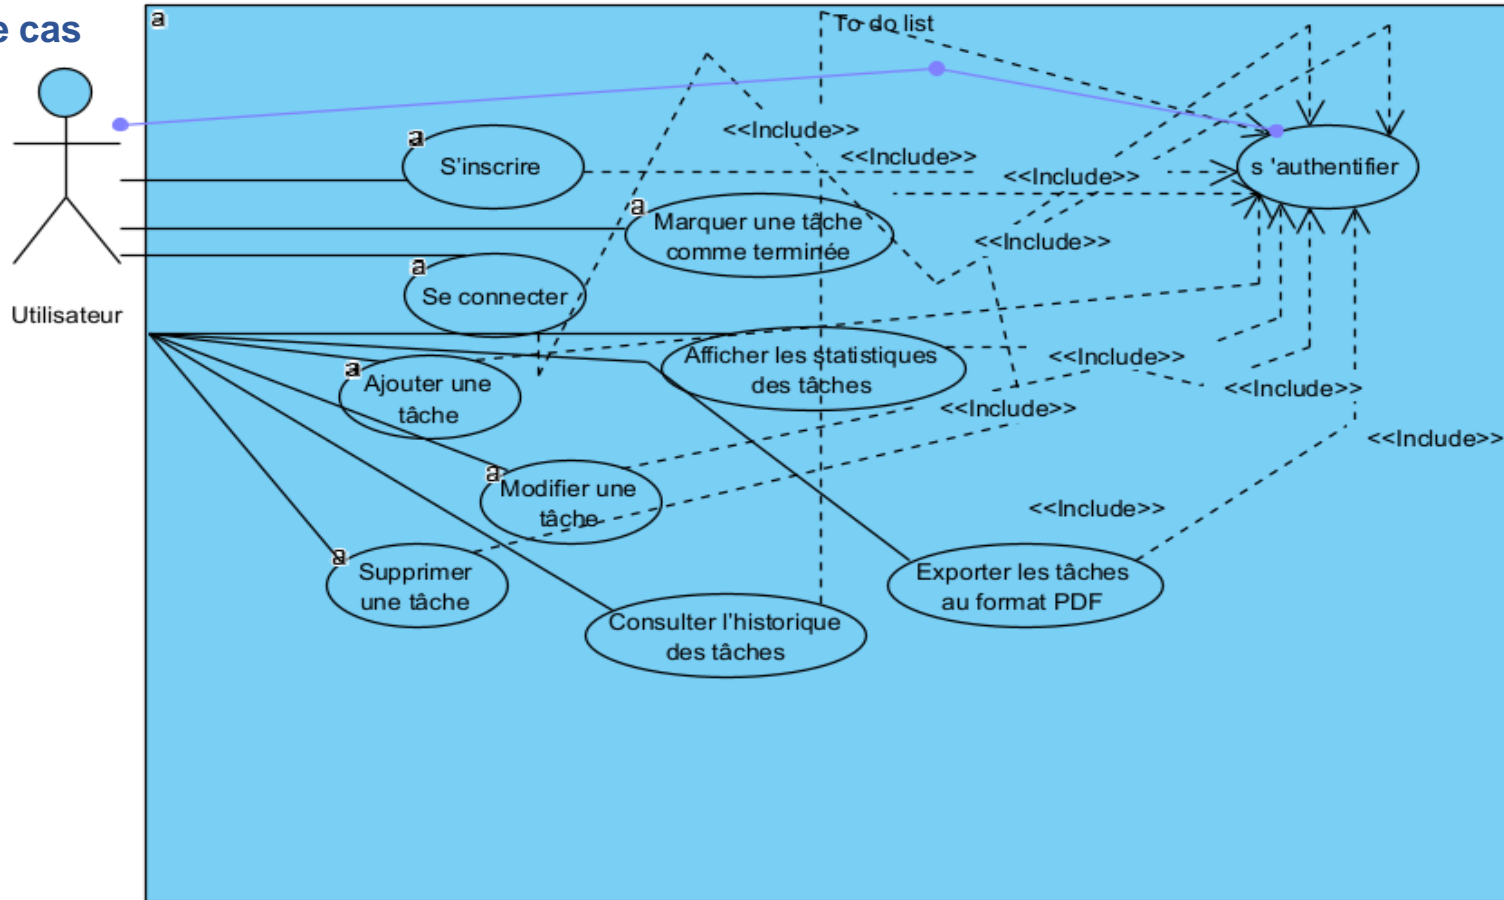 e cas
a
To do list
<<Include>>
a
S'inscrire
<<Include>>
<<Include>>
s 'authentifier
a
Marquer une tâche
comme terminée
<<Include>>
a
Se connecter
Utilisateur
Afficher les statistiques
des tâches
<<Include>>
a
Ajouter une
tâche
<<Include>>
<<Include>>
<<Include>>
a
Modifier une
tâche
<<Include>>
a
Supprimer
une tâche
Exporter les tâches
au format PDF
Consulter l'historique
des tâches